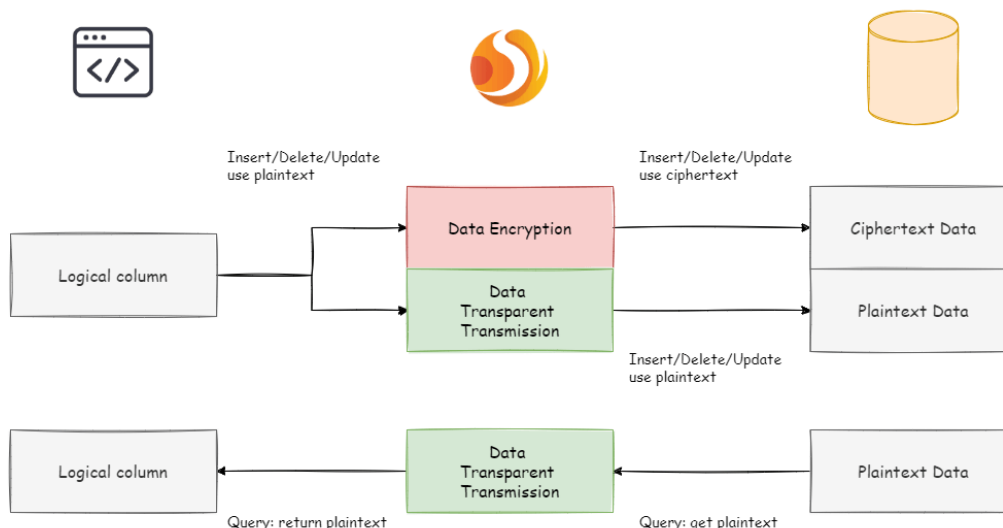 </>
Insert/Delete/Update
use plaintext
Insert/Delete/Update
use ciphertext
Logical column
Data Encryption
Ciphertext Data
Data
Transparent
Transmission
Plaintext Data
Insert/Delete/Update
use plaintext
Logical column
Data
Transparent
Transmission
Plaintext Data
Query: return plaintext
Query: get plaintext